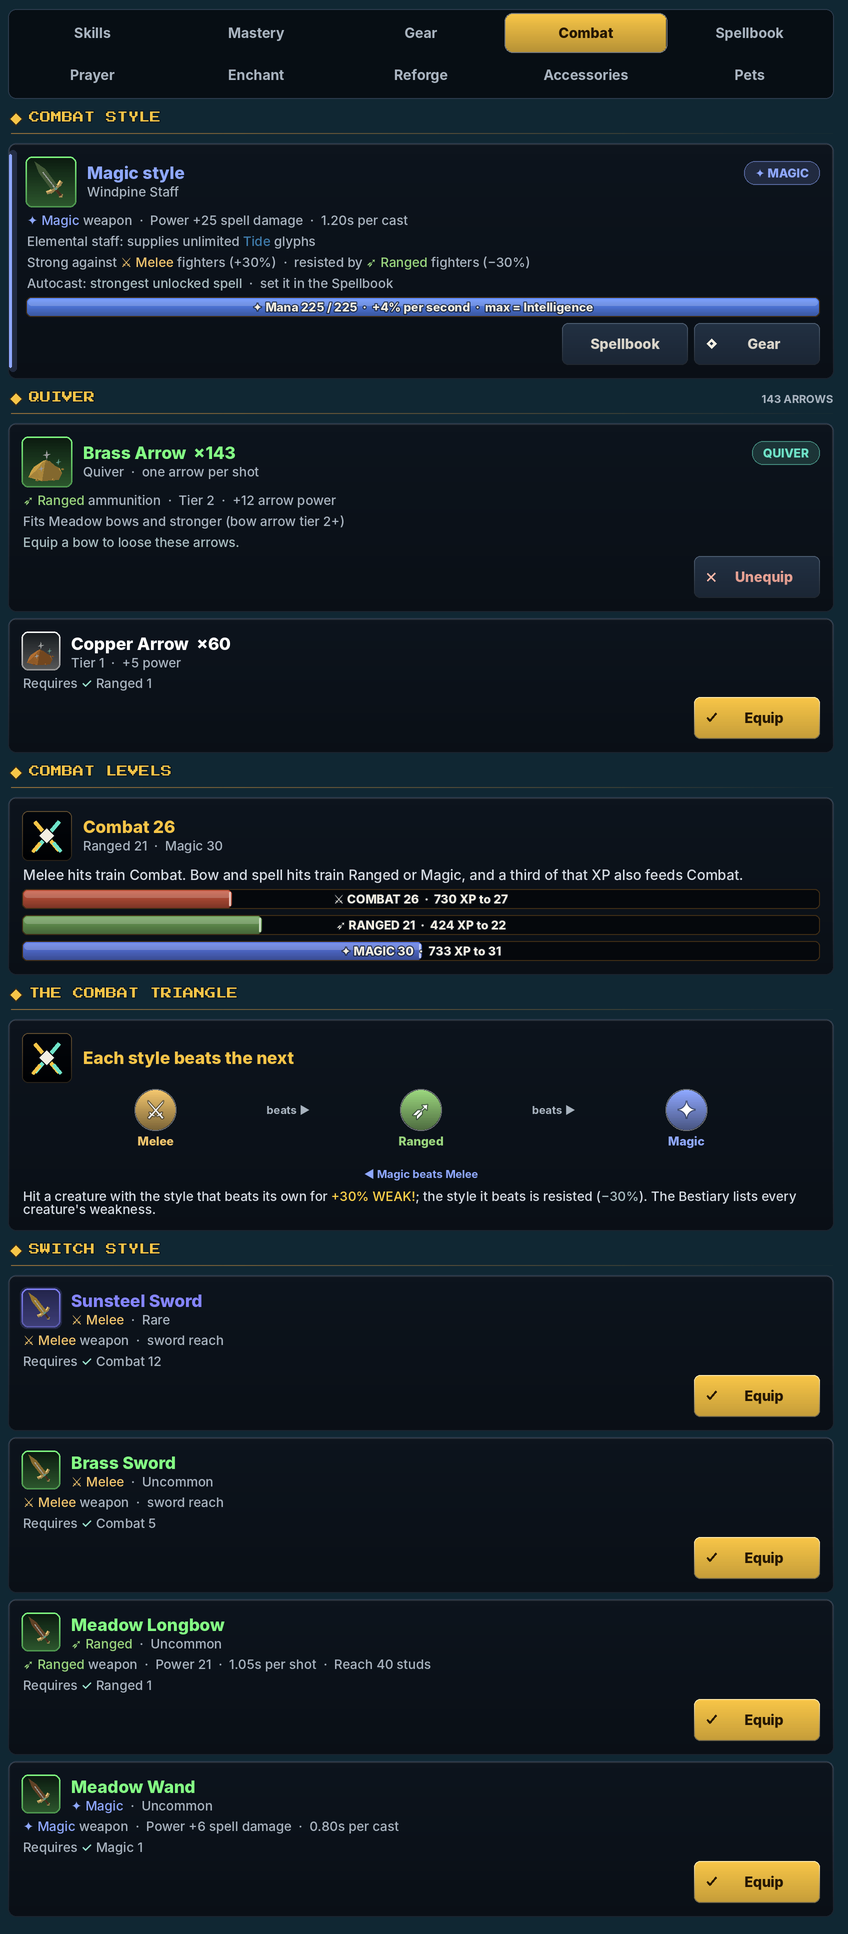 Skills Mastery Gear Combat Spellbook
Prayer Enchant Reforge Accessories Pets
COMBAT STYLE
Magic style
✦ MAGIC
Windpine Staff
✦ Magic weapon · Power +25 spell damage · 1.20s per cast
Elemental staff: supplies unlimited Tide glyphs
Strong against ⚔ Melee fighters (+30%) · resisted by ➶ Ranged fighters (−30%)
Autocast: strongest unlocked spell · set it in the Spellbook
✦ Mana 225 / 225 · +4% per second · max = Intelligence
Spellbook
Gear
QUIVER
143 ARROWS
Brass Arrow ×143
QUIVER
Quiver · one arrow per shot
➶ Ranged ammunition · Tier 2 · +12 arrow power
Fits Meadow bows and stronger (bow arrow tier 2+)
Equip a bow to loose these arrows.
✕ Unequip
Copper Arrow ×60
Tier 1 · +5 power
Requires ✓ Ranged 1
✓ Equip
COMBAT LEVELS
Combat 26
Ranged 21 · Magic 30
Melee hits train Combat. Bow and spell hits train Ranged or Magic, and a third of that XP also feeds Combat.
⚔ COMBAT 26 · 730 XP to 27
➶ RANGED 21 · 424 XP to 22
✦ MAGIC 30 · 733 XP to 31
THE COMBAT TRIANGLE
Each style beats the next
beats ▶ beats ▶
Melee Ranged Magic
◀ Magic beats Melee
Hit a creature with the style that beats its own for +30% WEAK!; the style it beats is resisted (−30%). The Bestiary lists every
creature's weakness.
SWITCH STYLE
Sunsteel Sword
⚔ Melee · Rare
⚔ Melee weapon · sword reach
Requires ✓ Combat 12
✓ Equip
Brass Sword
⚔ Melee · Uncommon
⚔ Melee weapon · sword reach
Requires ✓ Combat 5
✓ Equip
Meadow Longbow
➶ Ranged · Uncommon
➶ Ranged weapon · Power 21 · 1.05s per shot · Reach 40 studs
Requires ✓ Ranged 1
✓ Equip
Meadow Wand
✦ Magic · Uncommon
✦ Magic weapon · Power +6 spell damage · 0.80s per cast
Requires ✓ Magic 1
✓ Equip